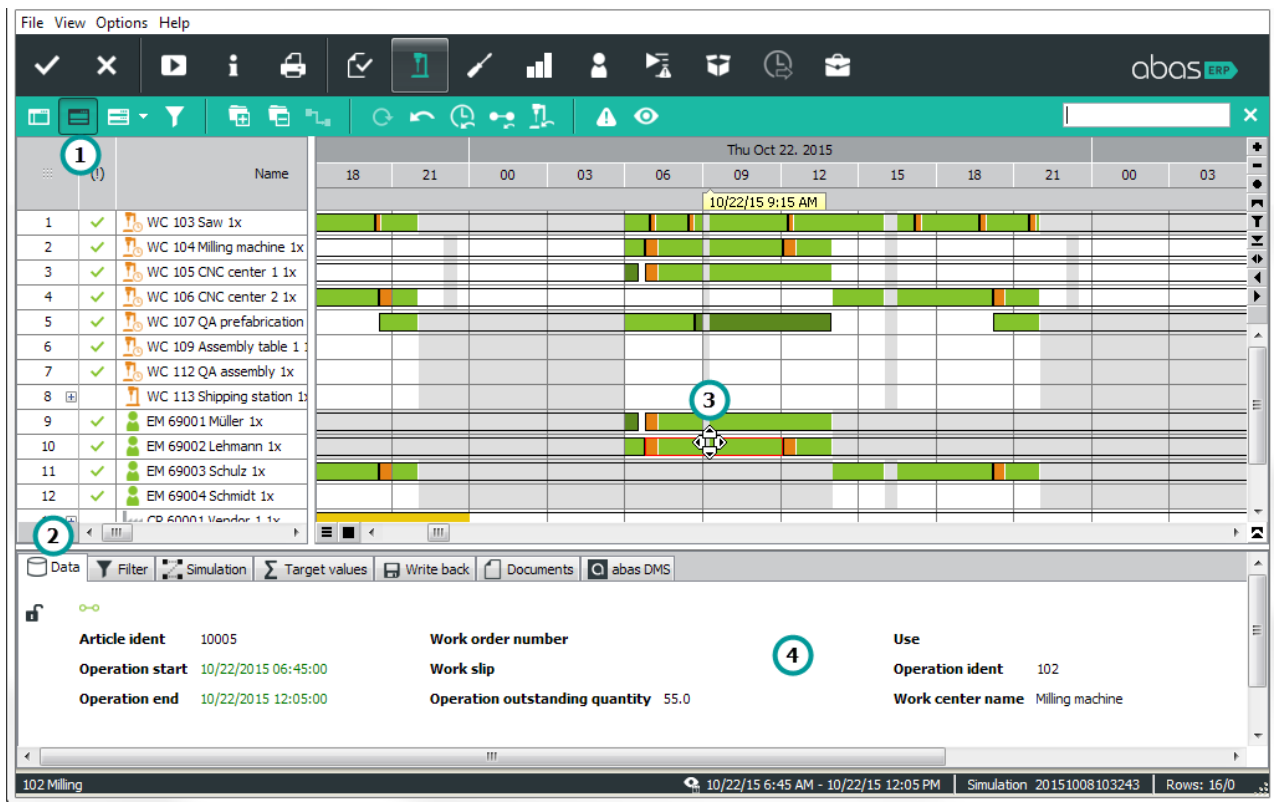 File View Options Help
abas ERP
1
(!) Name
Thu Oct 22. 2015
18 21 00 03 06 09 12 15 18 21 00 03
10/22/15 9:15 AM
1 WC 103 Saw 1x
2 WC 104 Milling machine 1x
3 WC 105 CNC center 1 1x
4 WC 106 CNC center 2 1x
5 WC 107 QA prefabrication
6 WC 109 Assembly table 1
7 WC 112 QA assembly 1x
8 WC 113 Shipping station 1x
3
9 EM 69001 Müller 1x
10 EM 69002 Lehmann 1x
11 EM 69003 Schulz 1x
12 EM 69004 Schmidt 1x
CP 60001 Vendor 1 1x
2
Data Filter Simulation Target values Write back Documents abas DMS
Article ident 10005 Work order number Use
4
Operation start 10/22/2015 06:45:00 Work slip Operation ident 102
Operation end 10/22/2015 12:05:00 Operation outstanding quantity 55.0 Work center name Milling machine
102 Milling 10/22/15 6:45 AM - 10/22/15 12:05 PM Simulation 20151008103243 Rows: 16/0